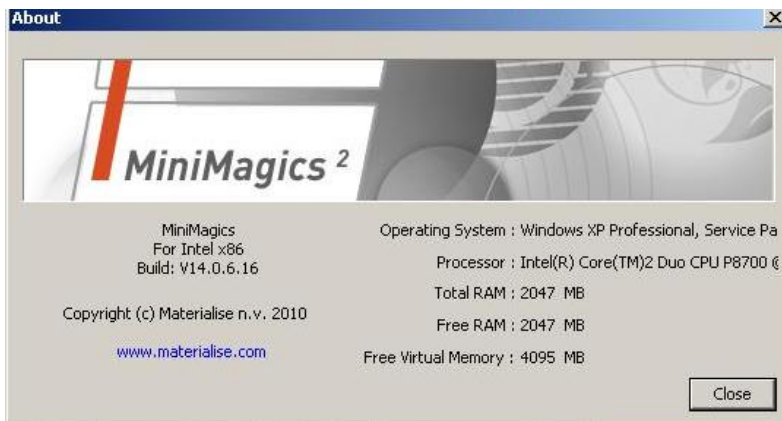 About
MiniMagics 2
MiniMagics
For Intel x86
Build: V14.0.6.16
Copyright (c) Materialise n.v. 2010
www.materialise.com
Operating System : Windows XP Professional, Service Pa
Processor : Intel(R) Core(TM)2 Duo CPU P8700 @
Total RAM : 2047 MB
Free RAM : 2047 MB
Free Virtual Memory : 4095 MB
Close